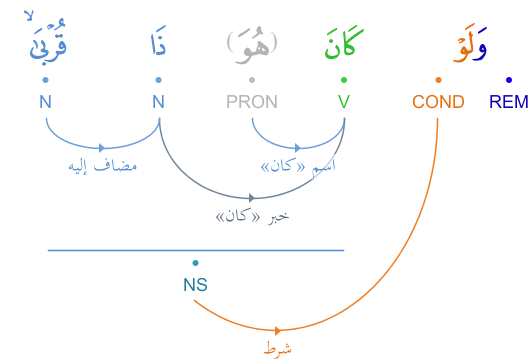 وَلَوْ كَانَ (هُوَ) ذَا قُرْبَىٰۙ
REM COND V PRON N N
اسم «كان» مضاف إليه
خبر «كان»
NS
شرط